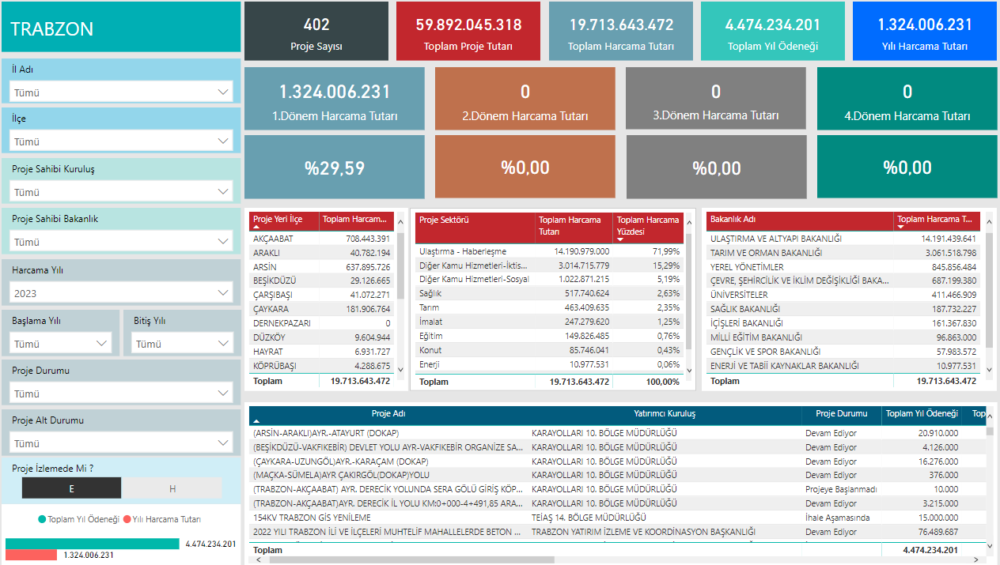 TRABZON
402
Proje Sayısı
59.892.045.318
Toplam Proje Tutarı
19.713.643.472
Toplam Harcama Tutarı
4.474.234.201
Toplam Yıl Ödeneği
1.324.006.231
Yılı Harcama Tutarı
1.324.006.231
1.Dönem Harcama Tutarı
0
2.Dönem Harcama Tutarı
0
3.Dönem Harcama Tutarı
0
4.Dönem Harcama Tutarı
%29,59
%0,00
%0,00
%0,00
İl Adı
Tümü
İlçe
Tümü
Proje Sahibi Kuruluş
Tümü
Proje Sahibi Bakanlık
Tümü
Harcama Yılı
2023
Başlama Yılı
Tümü
Bitiş Yılı
Tümü
Proje Durumu
Tümü
Proje Alt Durumu
Tümü
Proje İzlemede Mi ?
E H
Toplam Yıl Ödeneği Yılı Harcama Tutarı
4.474.234.201
1.324.006.231
Proje Yeri İlçe Toplam Harcam...
AKÇAABAT 708.443.391
ARAKLI 40.782.194
ARSİN 637.895.726
BEŞİKDÜZÜ 29.126.665
ÇARŞIBAŞI 41.072.271
ÇAYKARA 181.906.764
DERNEKPAZARI 0
DÜZKÖY 9.604.944
HAYRAT 6.931.727
KÖPRÜBAŞI 4.288.675
Toplam 19.713.643.472
Proje Sektörü Toplam Harcama Tutarı Toplam Harcama Yüzdesi
Ulaştırma - Haberleşme 14.190.979.000 71,99%
Diğer Kamu Hizmetleri-İktis... 3.014.715.779 15,29%
Diğer Kamu Hizmetleri-Sosyal 1.022.871.215 5,19%
Sağlık 517.740.624 2,63%
Tarım 463.409.635 2,35%
İmalat 247.279.620 1,25%
Eğitim 149.826.485 0,76%
Konut 85.746.041 0,43%
Enerji 10.977.531 0,06%
Toplam 19.713.643.472 100,00%
Bakanlık Adı Toplam Harcama T...
ULAŞTIRMA VE ALTYAPI BAKANLIĞI 14.191.439.641
TARIM VE ORMAN BAKANLIĞI 3.061.518.798
YEREL YÖNETİMLER 845.856.484
ÇEVRE, ŞEHİRCİLİK VE İKLİM DEĞİŞİKLİĞİ BAKA... 687.199.380
ÜNİVERSİTELER 411.466.909
SAĞLIK BAKANLIĞI 187.732.227
İÇİŞLERİ BAKANLIĞI 161.367.830
MİLLİ EĞİTİM BAKANLIĞI 96.863.000
GENÇLİK VE SPOR BAKANLIĞI 57.983.572
ENERJİ VE TABİİ KAYNAKLAR BAKANLIĞI 10.977.531
Toplam 19.713.643.472
Proje Adı Yatırımcı Kuruluş Proje Durumu Toplam Yıl Ödeneği Top
(ARSİN-ARAKLI)AYR.-ATAYURT (DOKAP) KARAYOLLARI 10. BÖLGE MÜDÜRLÜĞÜ Devam Ediyor 20.910.000
(BEŞİKDÜZÜ-VAKFIKEBİR) DEVLET YOLU AYR-VAKFIKEBİR ORGANİZE SA... KARAYOLLARI 10. BÖLGE MÜDÜRLÜĞÜ Devam Ediyor 4.126.000
(ÇAYKARA-UZUNGÖL)AYR.-KARAÇAM (DOKAP) KARAYOLLARI 10. BÖLGE MÜDÜRLÜĞÜ Devam Ediyor 16.276.000
(MAÇKA-SÜMELA)AYR ÇAKIRGÖL(DOKAP)YOLU KARAYOLLARI 10. BÖLGE MÜDÜRLÜĞÜ Devam Ediyor 376.000
(TRABZON-AKÇAABAT) AYR. DERECİK YOLUNDA SERA GÖLÜ GİRİŞ KÖP... KARAYOLLARI 10. BÖLGE MÜDÜRLÜĞÜ Projeye Başlanmadı 10.000
(TRABZON-AKÇAABAT)AYR. DERECİK İL YOLU KM:0+000-4+491,85 ARA... KARAYOLLARI 10. BÖLGE MÜDÜRLÜĞÜ Devam Ediyor 3.215.000
154KV TRABZON GİS YENİLEME TEİAŞ 14. BÖLGE MÜDÜRLÜĞÜ İhale Aşamasında 15.000.000
2022 YILI TRABZON İLİ VE İLÇELERİ MUHTELİF MAHALLELERDE BETON ... TRABZON YATIRIM İZLEME VE KOORDİNASYON BAŞKANLIĞI Devam Ediyor 76.489.687
Toplam 4.474.234.201